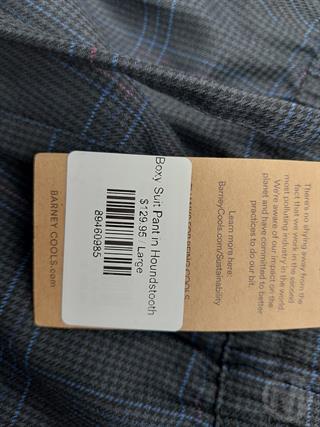 Boxy Suit Pant in Houndstooth
$129.95 / Large
89460985
BARNEY COOLS.com
There's no shying away from the
fact that we work in the second
most polluting industry in the world.
We're aware of our impact on the
planet and have committed to better
practices to do our bit.
Learn more here:
BarneyCools.com/Sustainability